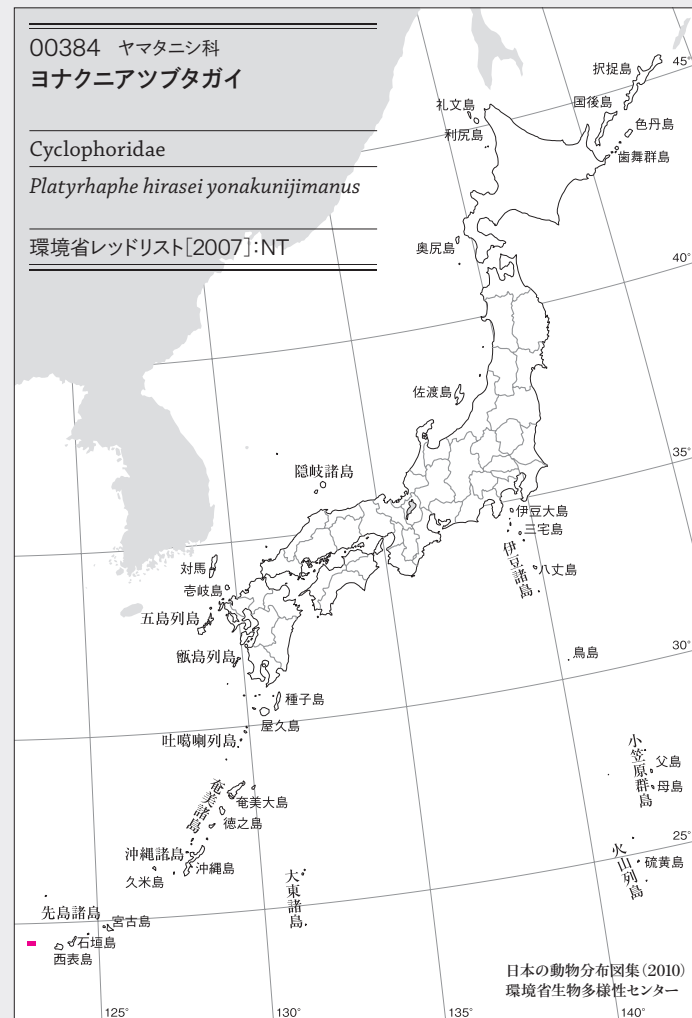 00384 ヤマタニシ科
ヨナクニアツブタガイ
Cyclophoridae
Platyrhaphe hirasei yonakunijimanus
環境省レッドリスト[2007]:NT
45°
択捉島
国後島
色丹島
歯舞群島
礼文島
利尻島
奥尻島
40°
佐渡島
35°
隠岐諸島
伊豆大島
三宅島
伊豆諸島
八丈島
対馬
壱岐島
五島列島
甑島列島
30°
鳥島
種子島
屋久島
吐噶喇列島
小笠原群島
父島
母島
奄美諸島
奄美大島
徳之島
25°
沖縄諸島
沖縄島
久米島
火山列島
硫黄島
大東諸島
先島諸島
宮古島
石垣島
西表島
日本の動物分布図集(2010)
環境省生物多様性センター
125°
130°
135°
140°